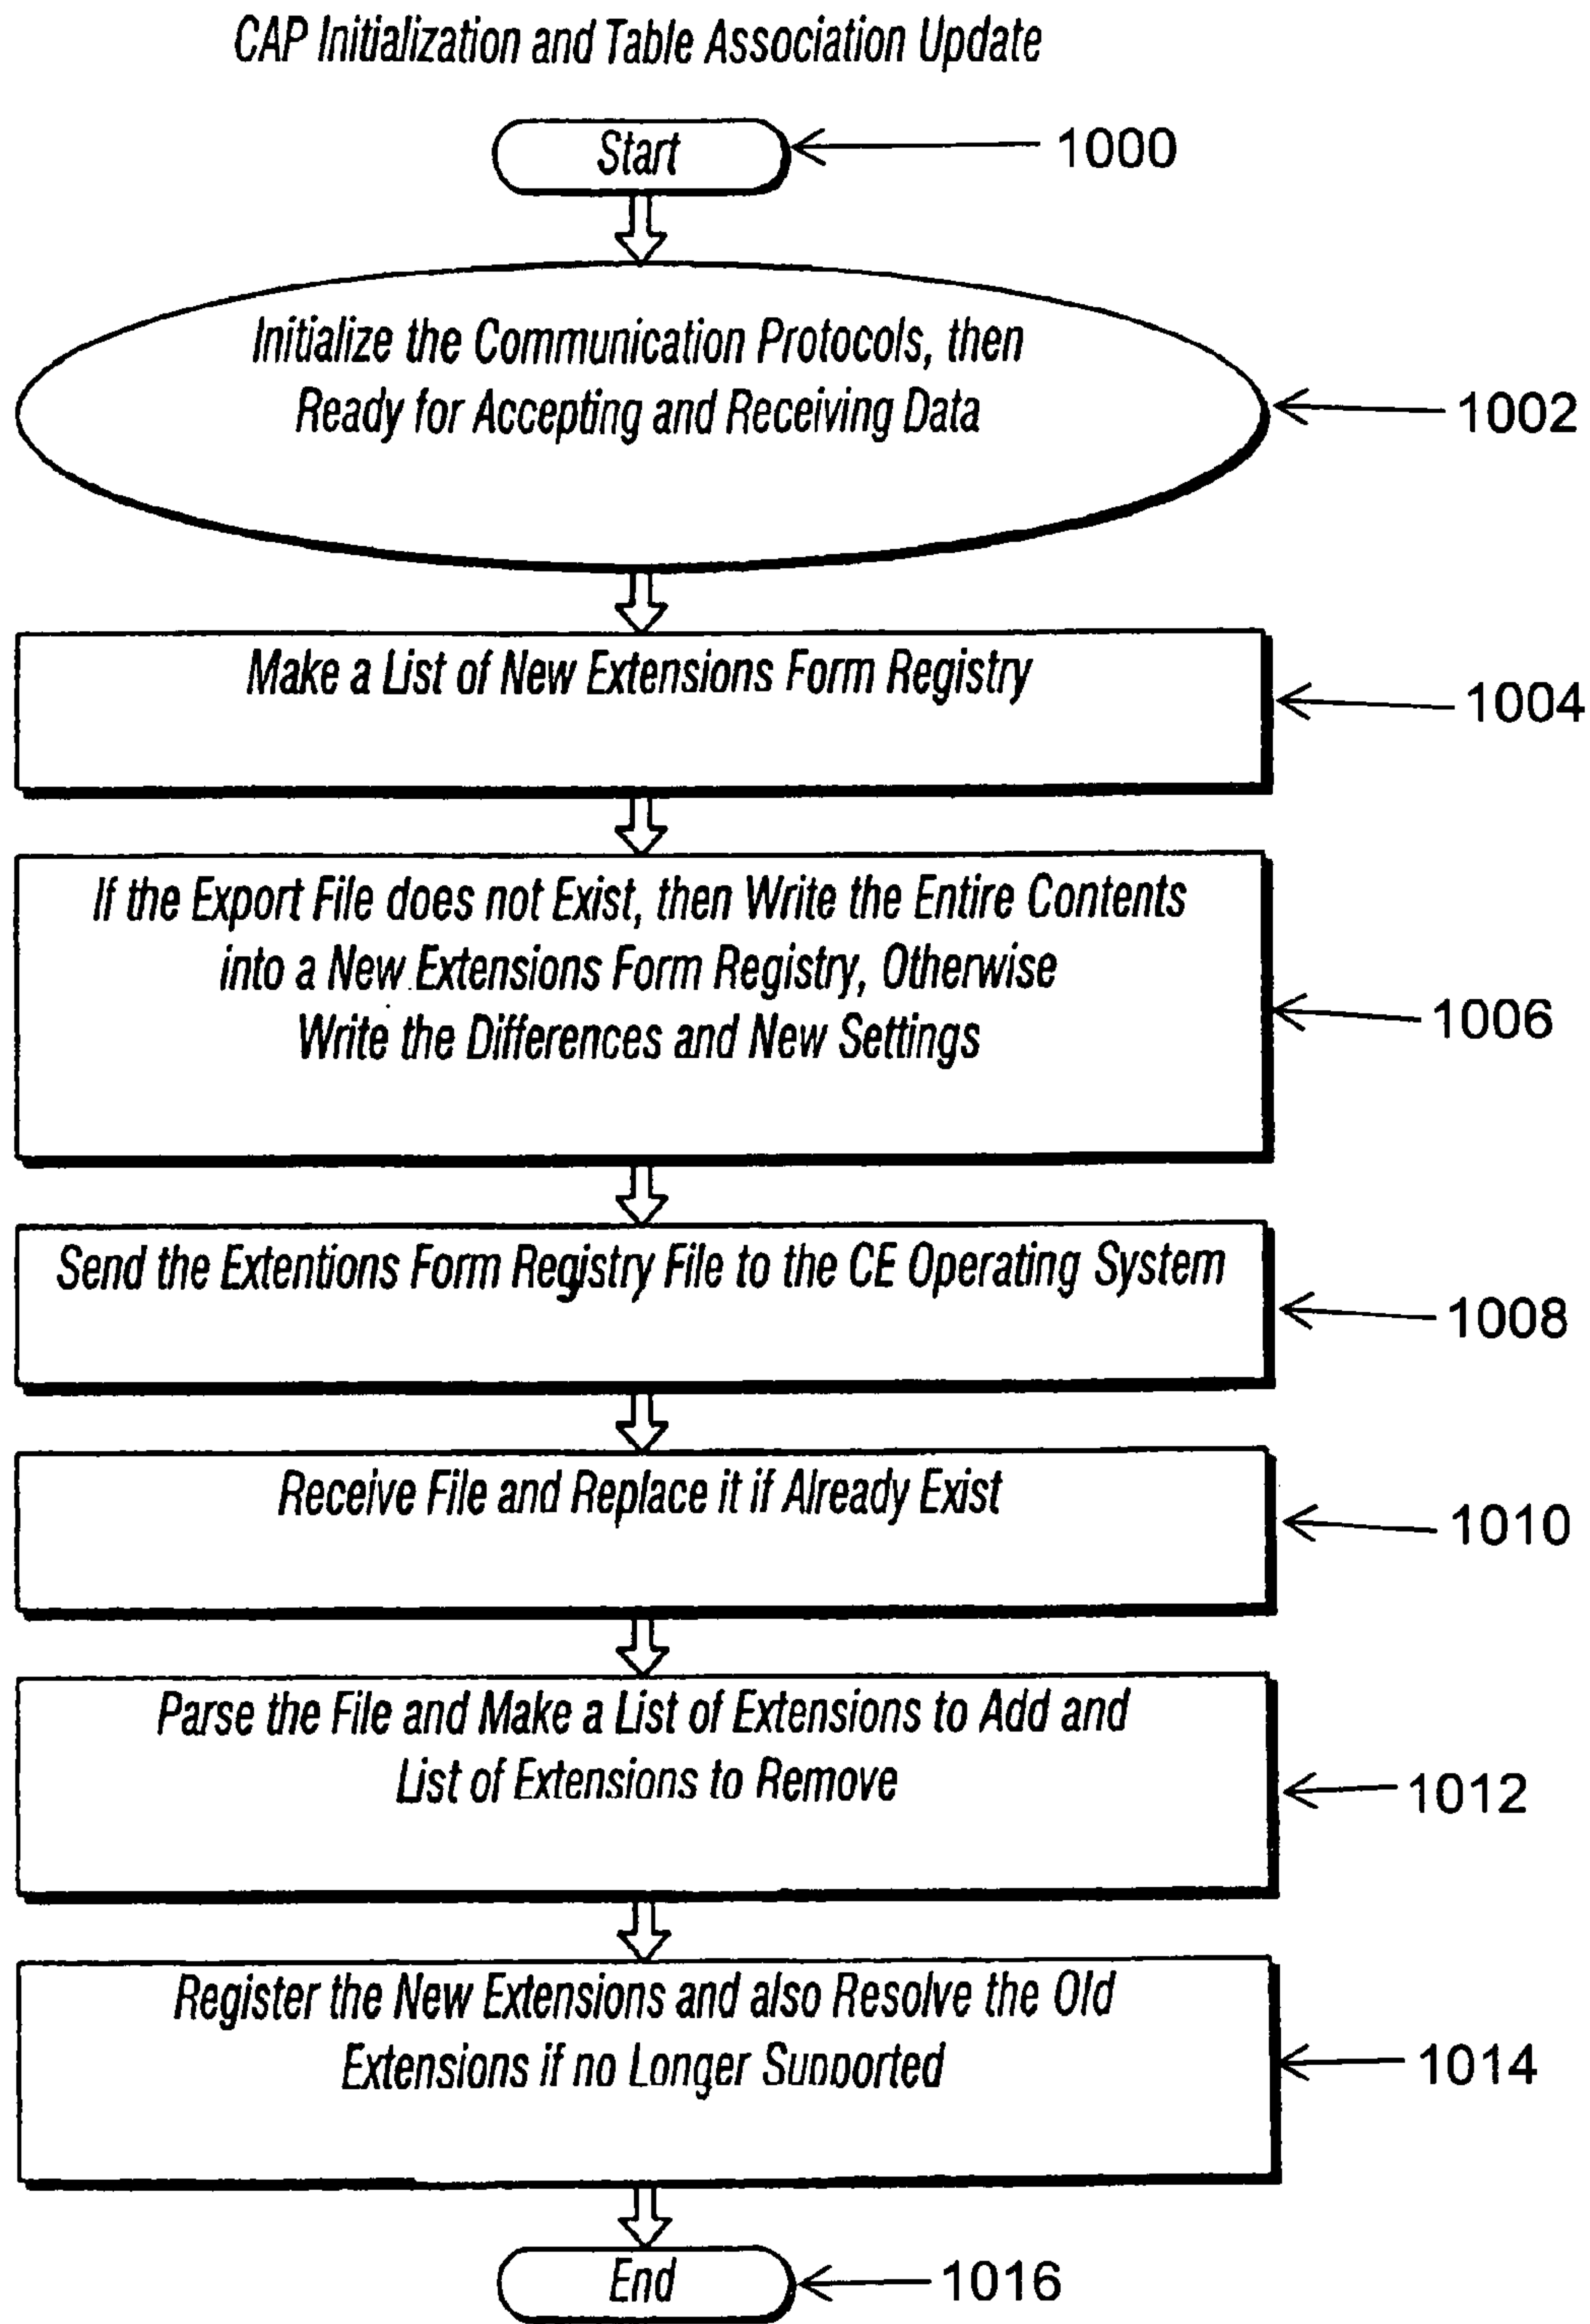 CAP Initialization and Table Association Update
Start
1000
Initialize the Communication Protocols, then
Ready for Accepting and Receiving Data
1002
Make a List of New Extensions Form Registry
1004
If the Export File does not Exist, then Write the Entire Contents
into a New Extensions Form Registry, Otherwise
Write the Differences and New Settings
1006
Send the Extentions Form Registry File to the CE Operating System
1008
Receive File and Replace it if Already Exist
1010
Parse the File and Make a List of Extensions to Add and
List of Extensions to Remove
1012
Register the New Extensions and also Resolve the Old
Extensions if no Longer Supported
1014
End
1016